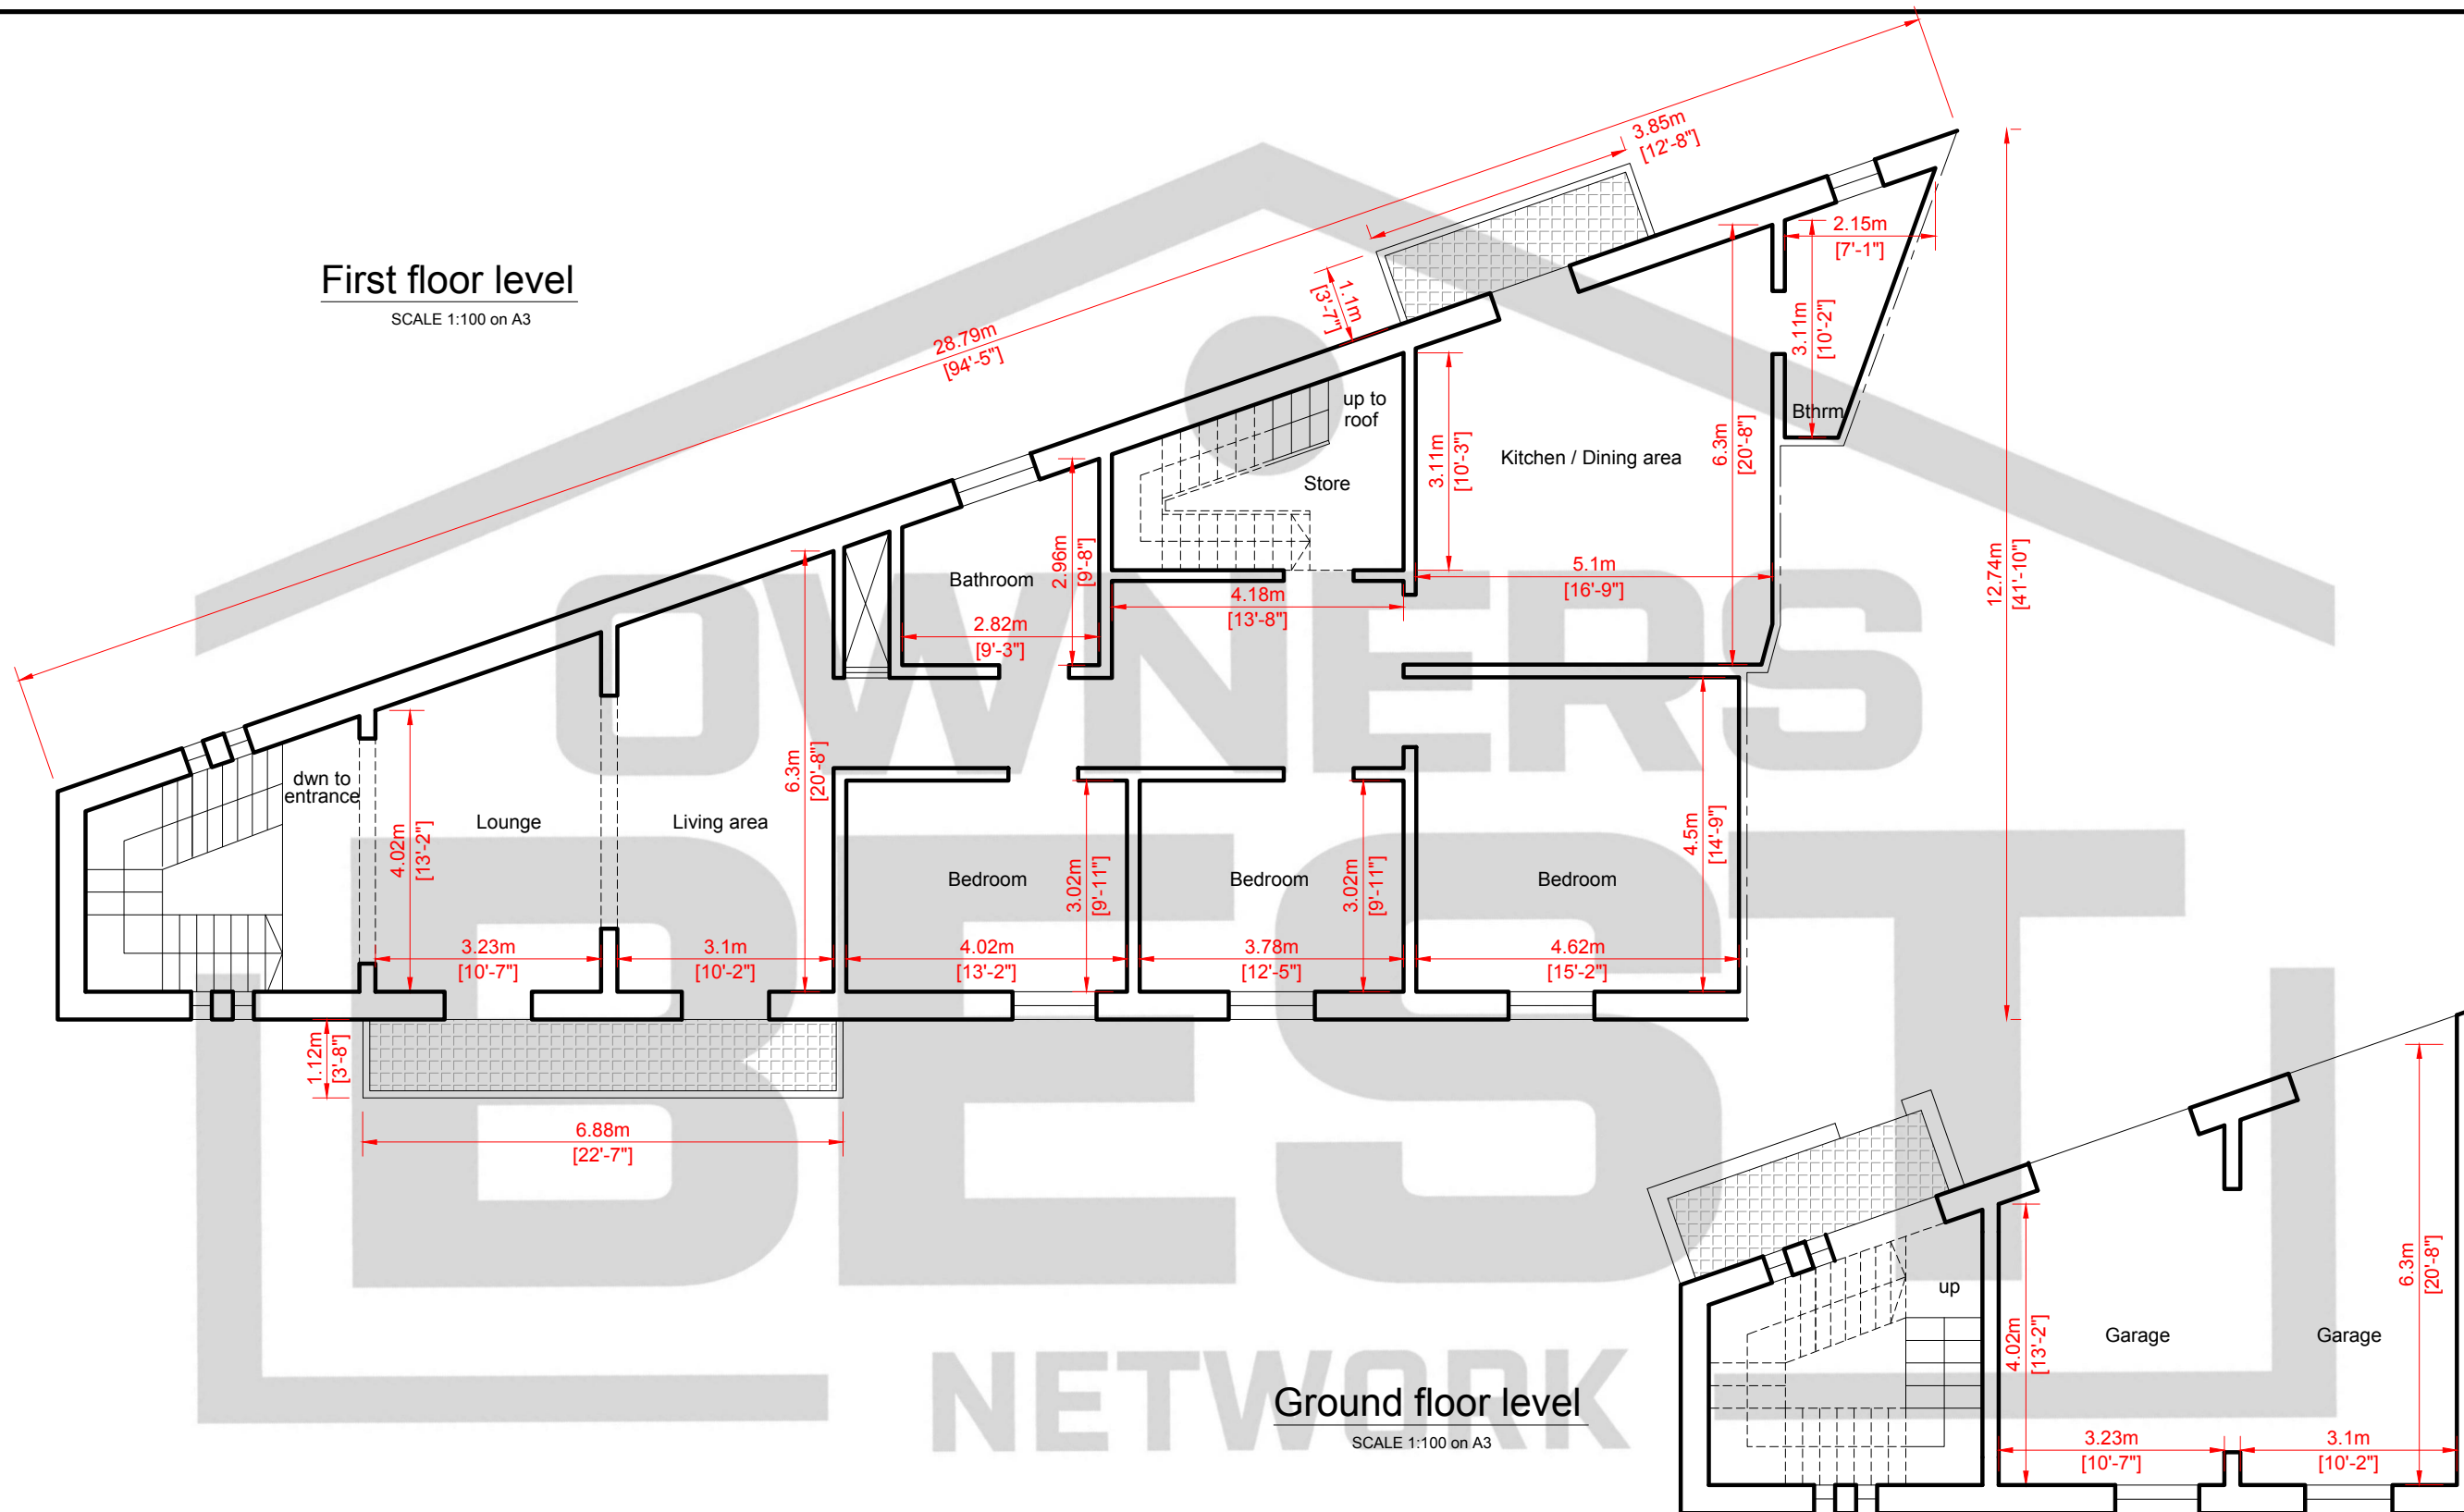 First floor level
SCALE 1:100 on A3
28.79m
[94'-5"]
3.85m
[12'-8"]
1.1m
[3'-7"]
2.15m
[7'-1"]
3.11m
[10'-2"]
Bthrm
12.74m
[41'-10"]
up to
roof
Store
3.11m
[10'-3"]
Kitchen / Dining area
6.3m
[20'-8"]
5.1m
[16'-9"]
4.18m
[13'-8"]
Bathroom
2.96m
[9'-8"]
2.82m
[9'-3"]
dwn to
entrance
4.02m
[13'-2"]
Lounge
Living area
6.3m
[20'-8"]
3.23m
[10'-7"]
3.1m
[10'-2"]
Bedroom
3.02m
[9'-11"]
4.02m
[13'-2"]
Bedroom
3.02m
[9'-11"]
3.78m
[12'-5"]
Bedroom
4.5m
[14'-9"]
4.62m
[15'-2"]
1.12m
[3'-8"]
6.88m
[22'-7"]
OWNERS
BEST
NETWORK
Ground floor level
SCALE 1:100 on A3
up
4.02m
[13'-2"]
Garage
Garage
6.3m
[20'-8"]
3.23m
[10'-7"]
3.1m
[10'-2"]